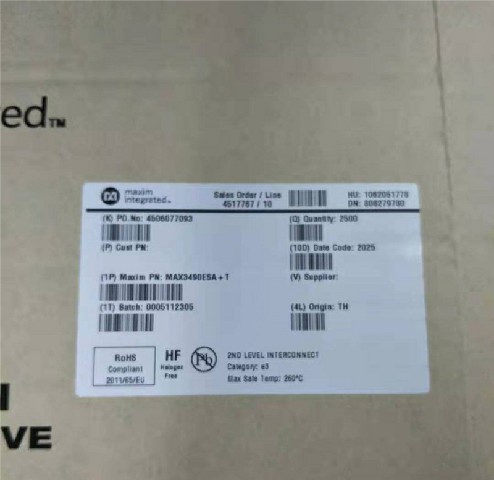 ed™
maxim
integrated™
Sales Order / Line
4517767 / 10
HU: 1082051778
DN: 808279780
(K) PO.No: 4506077093
(Q) Quantity: 2500
(P) Cust PN:
(10D) Date Code: 2025
(1P) Maxim PN: MAX3490ESA+T
(V) Supplier:
(1T) Batch: 0005112305
(4L) Origin: TH
RoHS
Compliant
2011/65/EU
HF
Halogen
Free
Pb
2ND LEVEL INTERCONNECT
Category: e3
Max Safe Temp: 260°C
VE